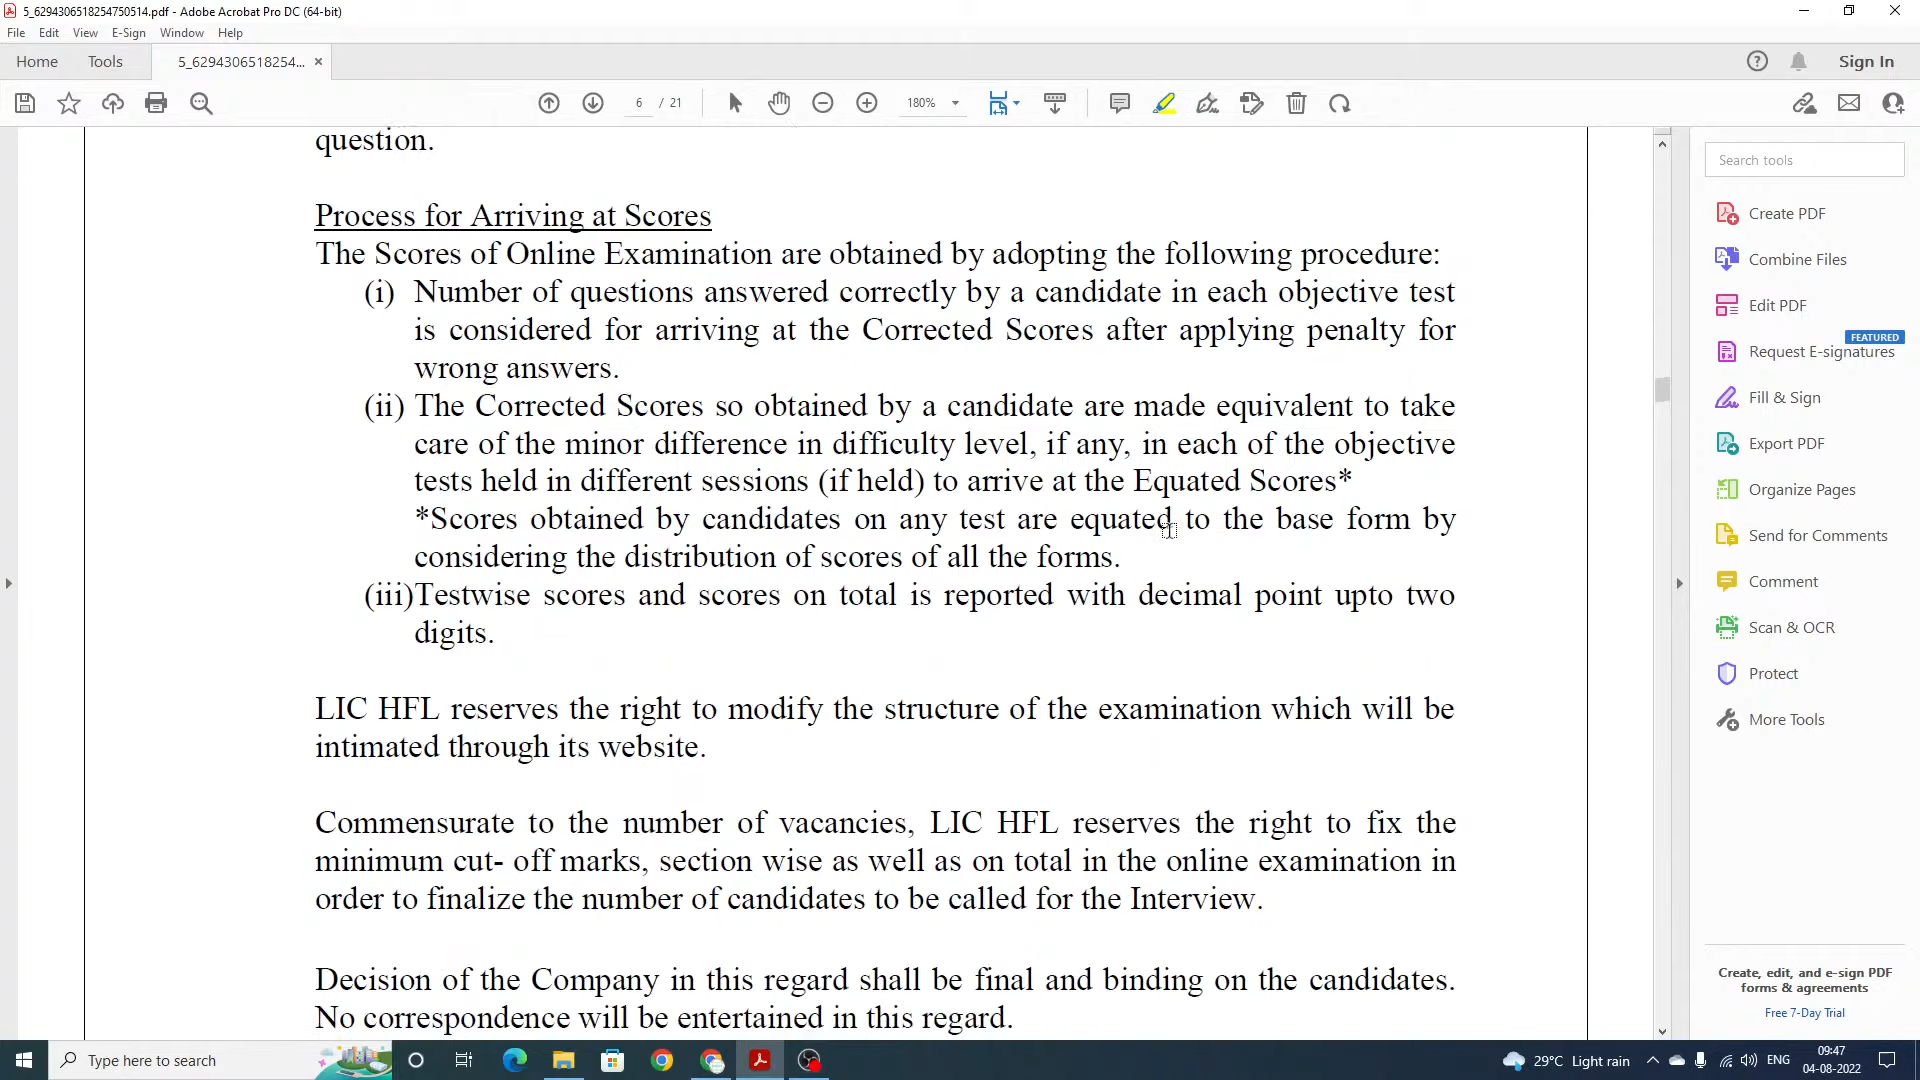 5_6294306518254750514.pdf - Adobe Acrobat Pro DC (64-bit)
File Edit View E-Sign Window Help
Home Tools 5_6294306518254... × Sign In
6 / 21 180%
question.
Process for Arriving at Scores
The Scores of Online Examination are obtained by adopting the following procedure:
(i) Number of questions answered correctly by a candidate in each objective test
is considered for arriving at the Corrected Scores after applying penalty for
wrong answers.
(ii) The Corrected Scores so obtained by a candidate are made equivalent to take
care of the minor difference in difficulty level, if any, in each of the objective
tests held in different sessions (if held) to arrive at the Equated Scores*
*Scores obtained by candidates on any test are equated to the base form by
considering the distribution of scores of all the forms.
(iii)Testwise scores and scores on total is reported with decimal point upto two
digits.
LIC HFL reserves the right to modify the structure of the examination which will be
intimated through its website.
Commensurate to the number of vacancies, LIC HFL reserves the right to fix the
minimum cut- off marks, section wise as well as on total in the online examination in
order to finalize the number of candidates to be called for the Interview.
Decision of the Company in this regard shall be final and binding on the candidates.
No correspondence will be entertained in this regard.
Search tools
Create PDF
Combine Files
Edit PDF
FEATURED
Request E-signatures
Fill & Sign
Export PDF
Organize Pages
Send for Comments
Comment
Scan & OCR
Protect
More Tools
Create, edit, and e-sign PDF
forms & agreements
Free 7-Day Trial
Type here to search
29°C Light rain
ENG
09:47
04-08-2022